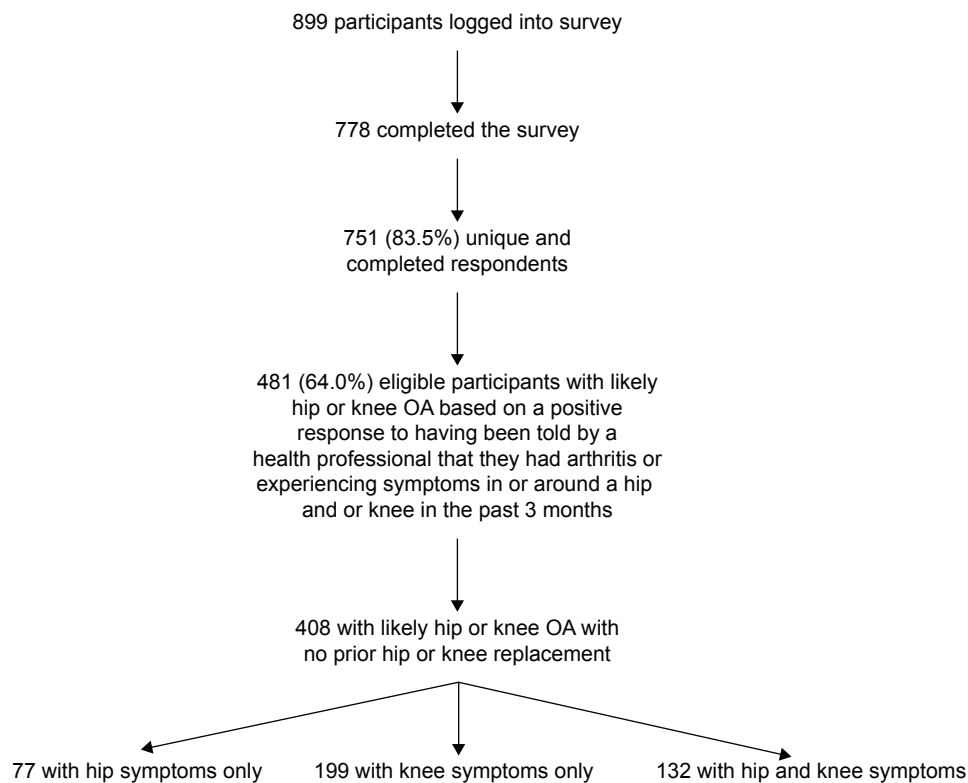 899 participants logged into survey
778 completed the survey
751 (83.5%) unique and
completed respondents
481 (64.0%) eligible participants with likely
hip or knee OA based on a positive
response to having been told by a
health professional that they had arthritis or
experiencing symptoms in or around a hip
and or knee in the past 3 months
408 with likely hip or knee OA with
no prior hip or knee replacement
77 with hip symptoms only
199 with knee symptoms only
132 with hip and knee symptoms